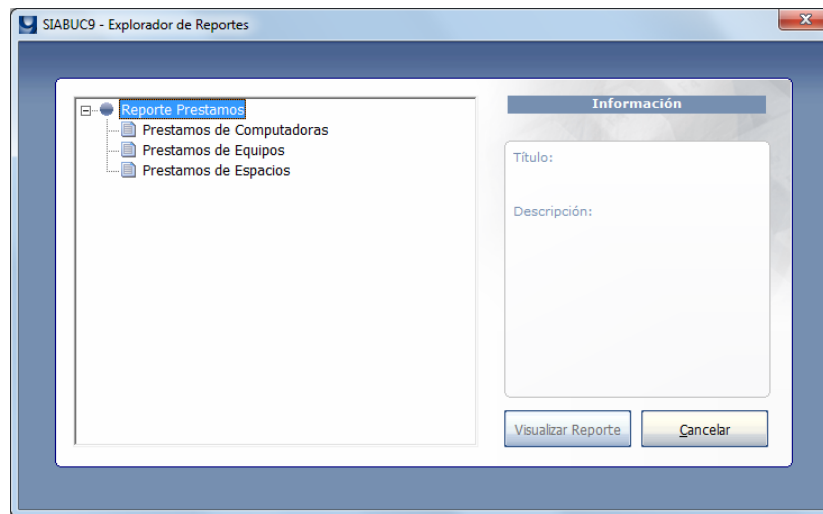 SIABUC9 - Explorador de Reportes
Reporte Prestamos
Prestamos de Computadoras
Prestamos de Equipos
Prestamos de Espacios
Información
Título:
Descripción:
Visualizar Reporte
Cancelar